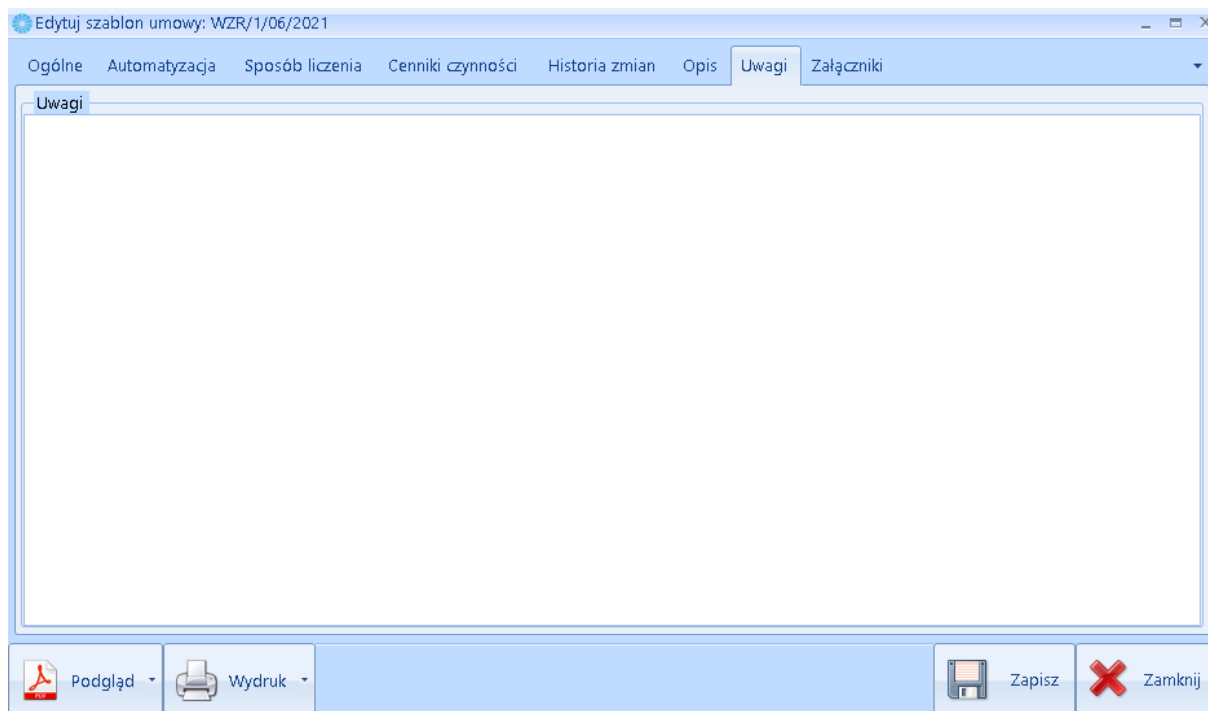 Edytuj szablon umowy: WZR/1/06/2021
Ogólne Automatyzacja Sposób liczenia Cenniki czynności Historia zmian Opis Uwagi Załączniki
Uwagi
PDF Podgląd Wydruk Zapisz Zamknij